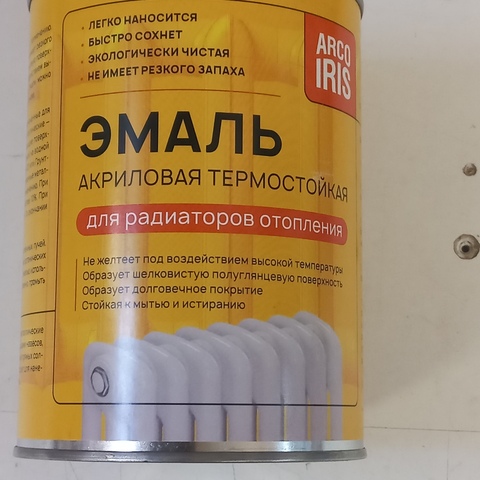 ЛЕГКО НАНОСИТСЯ
БЫСТРО СОХНЕТ
ЭКОЛОГИЧЕСКИ ЧИСТАЯ
НЕ ИМЕЕТ РЕЗКОГО ЗАПАХА
ARCO
IRIS
ЭМАЛЬ
АКРИЛОВАЯ ТЕРМОСТОЙКАЯ
для радиаторов отопления
Не желтеет под воздействием высокой температуры
Образует шелковистую полуглянцевую поверхность
Образует долговечное покрытие
Стойкая к мытью и истиранию